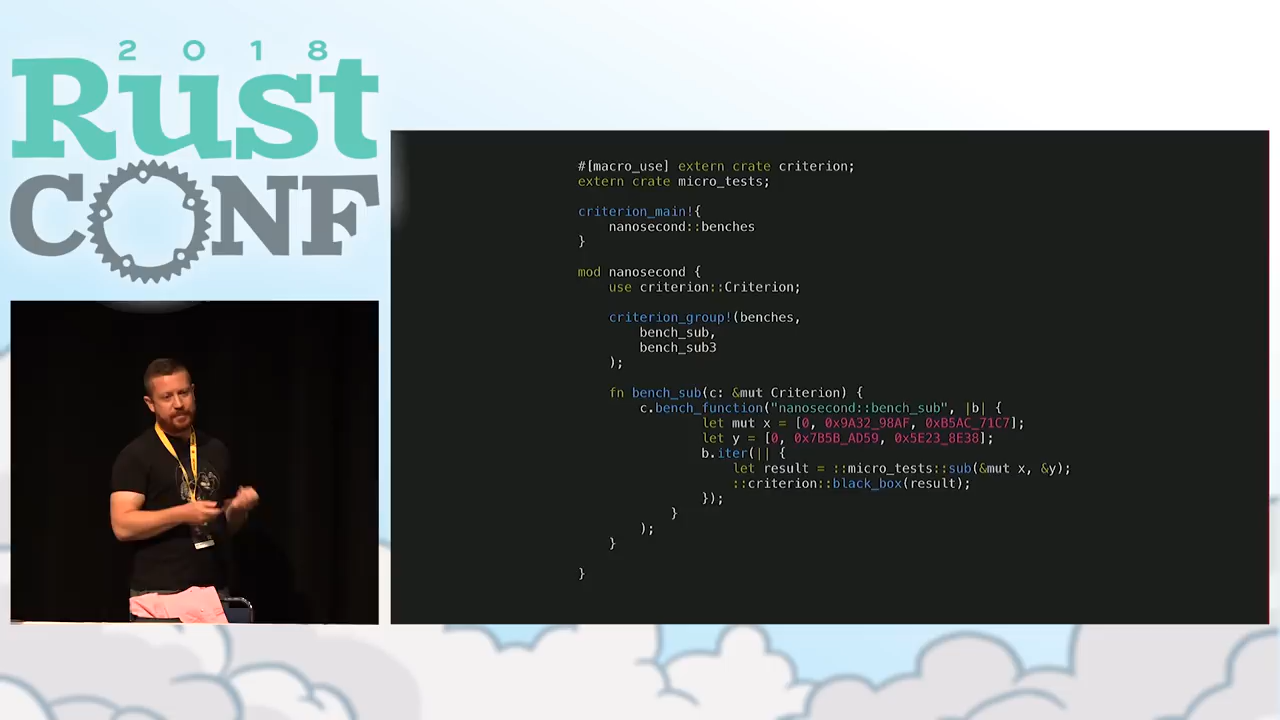 2018
Rust
CONF
#[macro_use] extern crate criterion;
extern crate micro_tests;
criterion_main!{
nanosecond::benches
}
mod nanosecond {
use criterion::Criterion;
criterion_group!(benches,
bench_sub,
bench_sub3
);
fn bench_sub(c: &mut Criterion) {
c.bench_function("nanosecond::bench_sub", |b| {
let mut x = [0, 0x9A32_98AF, 0xB5AC_71C7];
let y = [0, 0x7B5B_AD59, 0x5E23_8E38];
b.iter(|| {
let result = ::micro_tests::sub(&mut x, &y);
::criterion::black_box(result);
});
}
);
}
}